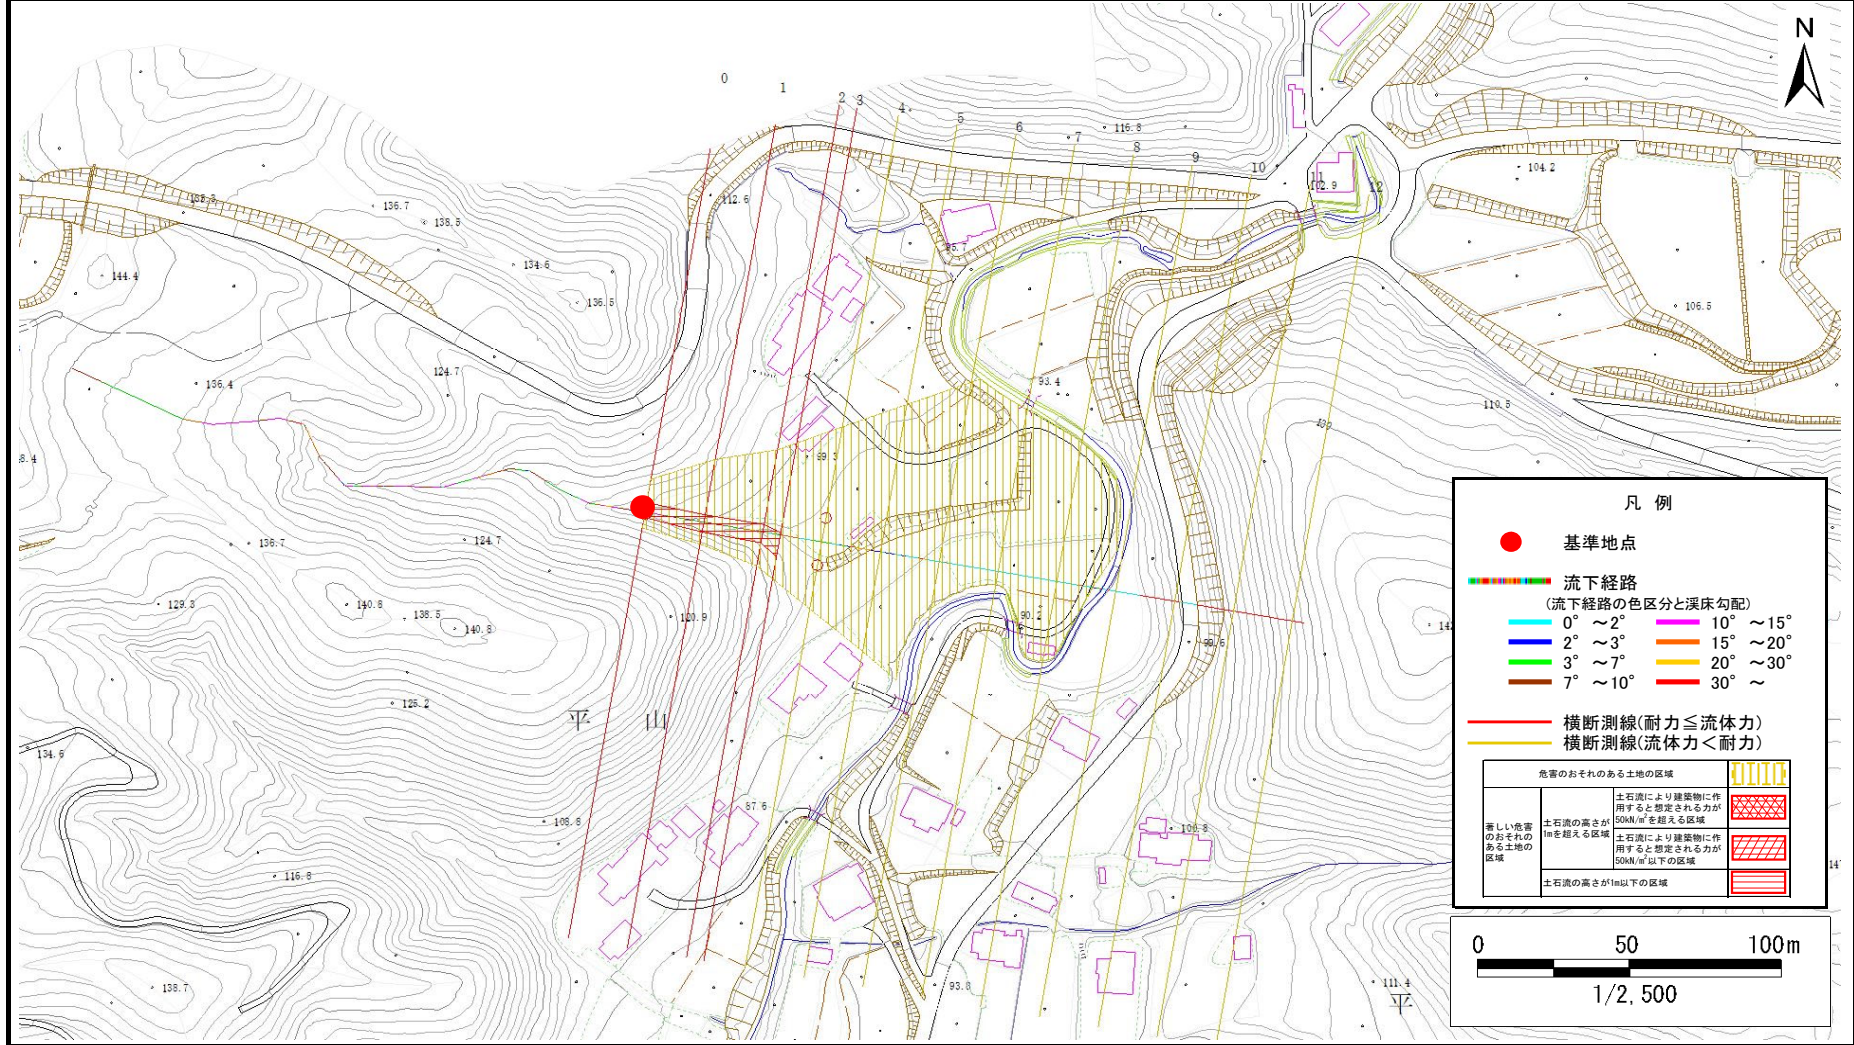 N
0
1
2
3
4
5
6
7
8
9
10
11
12
116.8
104.2
102.9
112.6
136.7
138.5
95.7
134.6
144.4
136.5
106.5
124.7
136.4
93.4
110.5
99.3
124.7
136.7
129.3
140.8
138.5
140.8
120.9
90.2
99.6
125.2
平 山
134.6
87.6
108.8
100.8
116.8
138.7
93.8
111.4
平
凡 例
基準地点
流下経路
(流下経路の色区分と渓床勾配)
0° ～2° 10° ～15°
2° ～3° 15° ～20°
3° ～7° 20° ～30°
7° ～10° 30° ～
横断測線(耐力≦流体力)
横断測線(流体力＜耐力)
危害のおそれのある土地の区域
著しい危害
のおそれの
ある土地の
区域
土石流の高さが
1mを超える区域
土石流により建築物に作
用すると想定される力が
50kN/m²を超える区域
土石流により建築物に作
用すると想定される力が
50kN/m²以下の区域
土石流の高さが1m以下の区域
0 50 100m
1/2,500